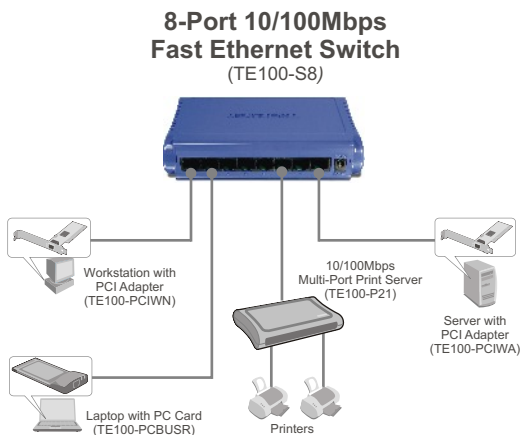 8-Port 10/100Mbps
Fast Ethernet Switch
(TE100-S8)
Workstation with
PCI Adapter
(TE100-PCIWN)
10/100Mbps
Multi-Port Print Server
(TE100-P21)
Server with
PCI Adapter
(TE100-PCIWA)
Laptop with PC Card
(TE100-PCBUSR)
Printers